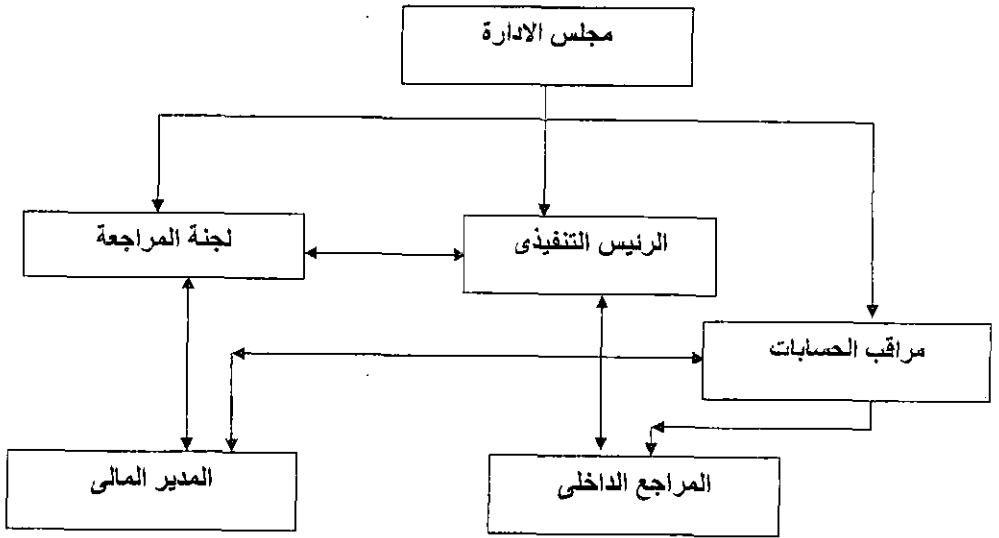 مجلس الادارة
لجنة المراجعة
الرئيس التنفيذى
مراقب الحسابات
المدير المالى
المراجع الداخلى